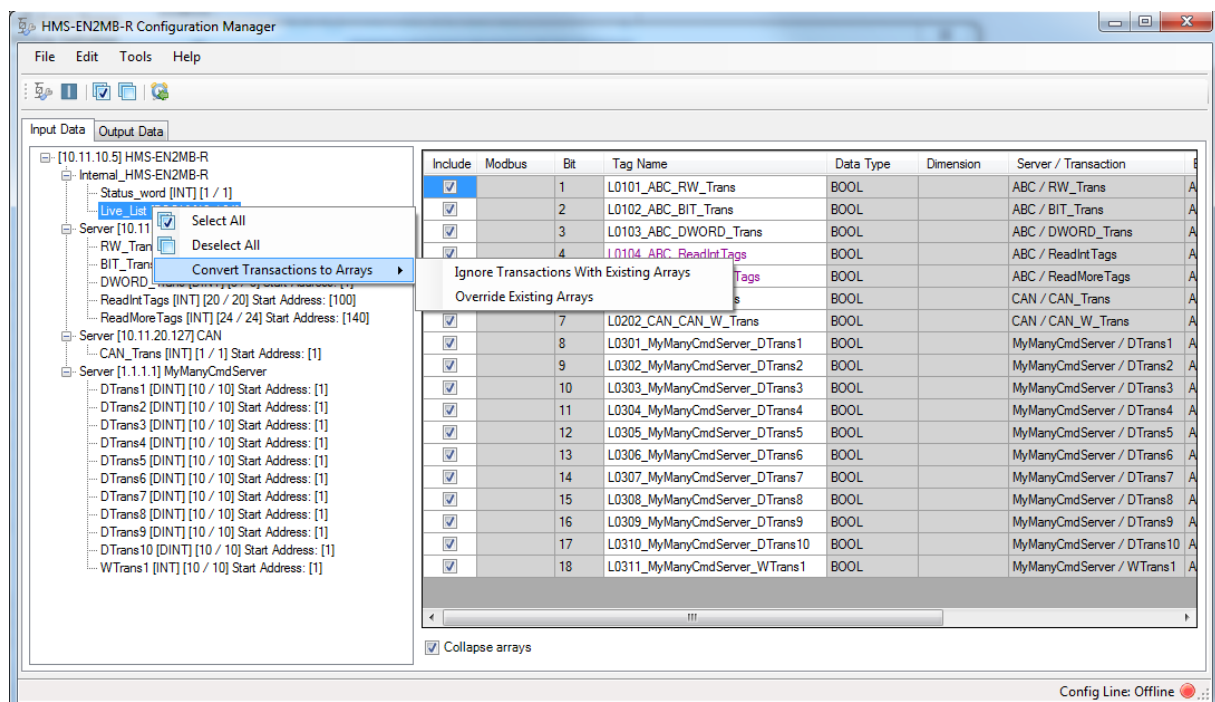 HMS-EN2MB-R Configuration Manager
File Edit Tools Help
Input Data Output Data
[10.11.10.5] HMS-EN2MB-R
Internal_HMS-EN2MB-R
Status_word [INT] [1 / 1]
Live_List
Server [10.11
RW_Tran
BIT_Trans
DWORD_
ReadIntTags [INT] [20 / 20] Start Address: [100]
ReadMoreTags [INT] [24 / 24] Start Address: [140]
Server [10.11.20.127] CAN
CAN_Trans [INT] [1 / 1] Start Address: [1]
Server [1.1.1.1] MyManyCmdServer
DTrans1 [DINT] [10 / 10] Start Address: [1]
DTrans2 [DINT] [10 / 10] Start Address: [1]
DTrans3 [DINT] [10 / 10] Start Address: [1]
DTrans4 [DINT] [10 / 10] Start Address: [1]
DTrans5 [DINT] [10 / 10] Start Address: [1]
DTrans6 [DINT] [10 / 10] Start Address: [1]
DTrans7 [DINT] [10 / 10] Start Address: [1]
DTrans8 [DINT] [10 / 10] Start Address: [1]
DTrans9 [DINT] [10 / 10] Start Address: [1]
DTrans10 [DINT] [10 / 10] Start Address: [1]
WTrans1 [INT] [10 / 10] Start Address: [1]
Select All
Deselect All
Convert Transactions to Arrays
Ignore Transactions With Existing Arrays
Override Existing Arrays
Include Modbus Bit Tag Name Data Type Dimension Server / Transaction
1 L0101_ABC_RW_Trans BOOL ABC / RW_Trans A
2 L0102_ABC_BIT_Trans BOOL ABC / BIT_Trans A
3 L0103_ABC_DWORD_Trans BOOL ABC / DWORD_Trans A
4 L0104_ABC_ReadIntTags BOOL ABC / ReadIntTags A
Tags BOOL ABC / ReadMoreTags A
s BOOL CAN / CAN_Trans A
7 L0202_CAN_CAN_W_Trans BOOL CAN / CAN_W_Trans A
8 L0301_MyManyCmdServer_DTrans1 BOOL MyManyCmdServer / DTrans1 A
9 L0302_MyManyCmdServer_DTrans2 BOOL MyManyCmdServer / DTrans2 A
10 L0303_MyManyCmdServer_DTrans3 BOOL MyManyCmdServer / DTrans3 A
11 L0304_MyManyCmdServer_DTrans4 BOOL MyManyCmdServer / DTrans4 A
12 L0305_MyManyCmdServer_DTrans5 BOOL MyManyCmdServer / DTrans5 A
13 L0306_MyManyCmdServer_DTrans6 BOOL MyManyCmdServer / DTrans6 A
14 L0307_MyManyCmdServer_DTrans7 BOOL MyManyCmdServer / DTrans7 A
15 L0308_MyManyCmdServer_DTrans8 BOOL MyManyCmdServer / DTrans8 A
16 L0309_MyManyCmdServer_DTrans9 BOOL MyManyCmdServer / DTrans9 A
17 L0310_MyManyCmdServer_DTrans10 BOOL MyManyCmdServer / DTrans10 A
18 L0311_MyManyCmdServer_WTrans1 BOOL MyManyCmdServer / WTrans1 A
Collapse arrays
Config Line: Offline